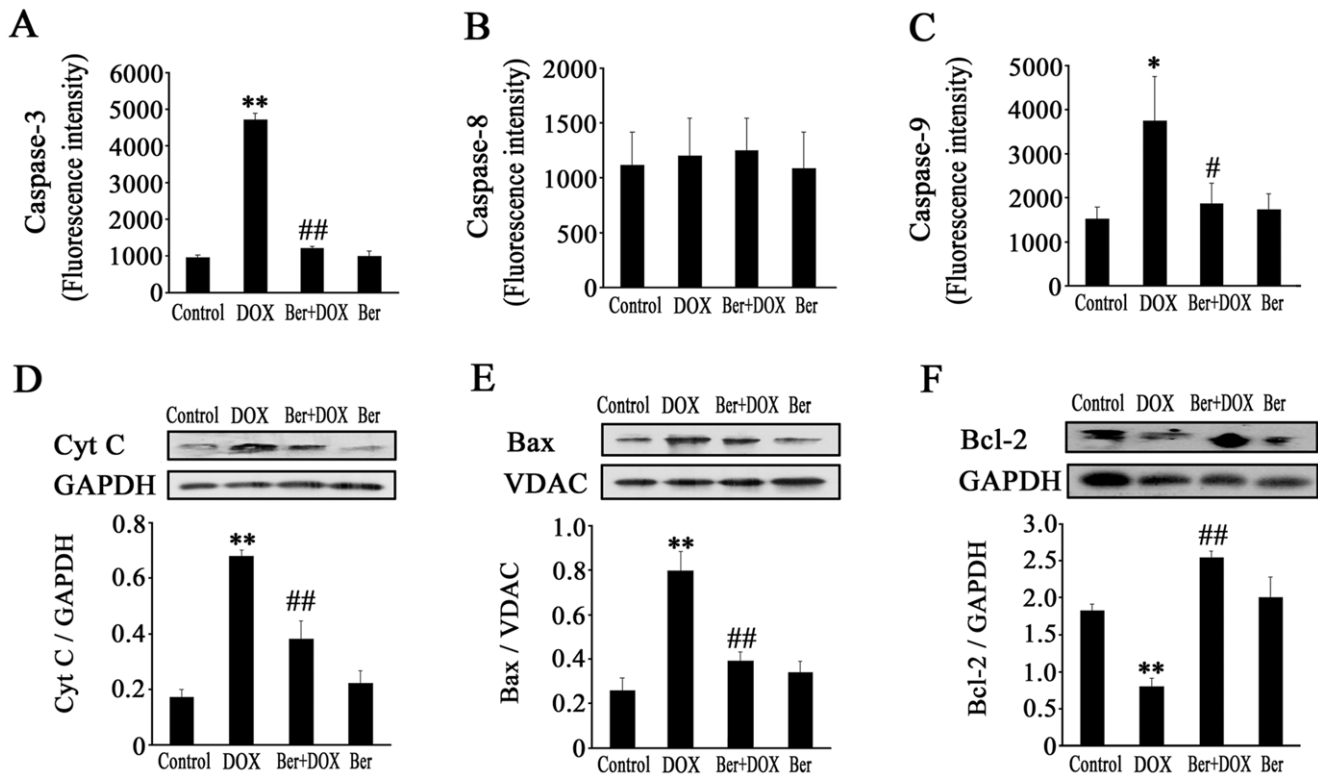 A
Caspase-3
(Fluorescence intensity)
6000
5000
4000
3000
2000
1000
0
**
##
Control DOX Ber+DOX Ber
B
Caspase-8
(Fluorescence intensity)
2000
1500
1000
500
0
Control DOX Ber+DOX Ber
C
Caspase-9
(Fluorescence intensity)
5000
4000
3000
2000
1000
0
*
#
Control DOX Ber+DOX Ber
D
Control DOX Ber+DOX Ber
Cyt C
GAPDH
Cyt C / GAPDH
0.8
0.6
0.4
0.2
0
**
##
Control DOX Ber+DOX Ber
E
Control DOX Ber+DOX Ber
Bax
VDAC
Bax / VDAC
1.0
0.8
0.6
0.4
0.2
0
**
##
Control DOX Ber+DOX Ber
F
Control DOX Ber+DOX Ber
Bcl-2
GAPDH
Bcl-2 / GAPDH
3.0
2.5
2.0
1.5
1.0
0.5
0
**
##
Control DOX Ber+DOX Ber